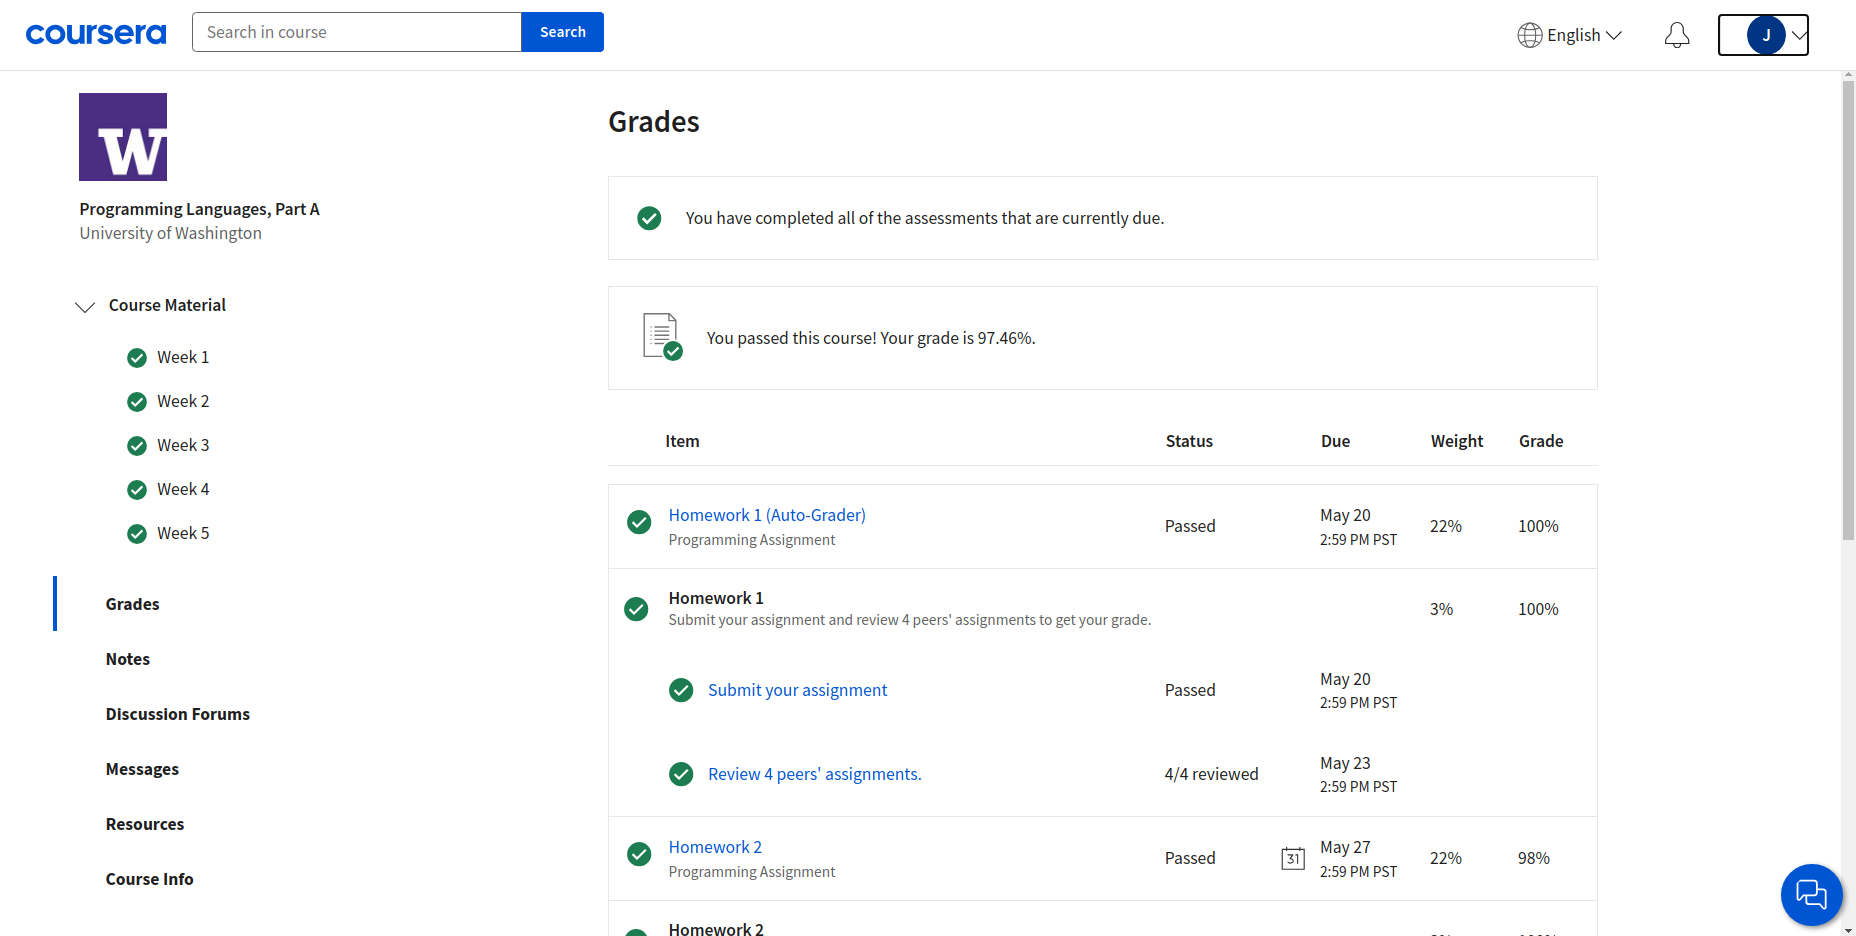 coursera
Search in course
Search
English
J
W
Programming Languages, Part A
University of Washington
Course Material
Week 1
Week 2
Week 3
Week 4
Week 5
Grades
Notes
Discussion Forums
Messages
Resources
Course Info
Grades
You have completed all of the assessments that are currently due.
You passed this course! Your grade is 97.46%.
Item Status Due Weight Grade
Homework 1 (Auto-Grader)
Programming Assignment
Passed
May 20
2:59 PM PST
22%
100%
Homework 1
Submit your assignment and review 4 peers' assignments to get your grade.
3%
100%
Submit your assignment
Passed
May 20
2:59 PM PST
Review 4 peers' assignments.
4/4 reviewed
May 23
2:59 PM PST
Homework 2
Programming Assignment
Passed
31
May 27
2:59 PM PST
22%
98%
Homework 2